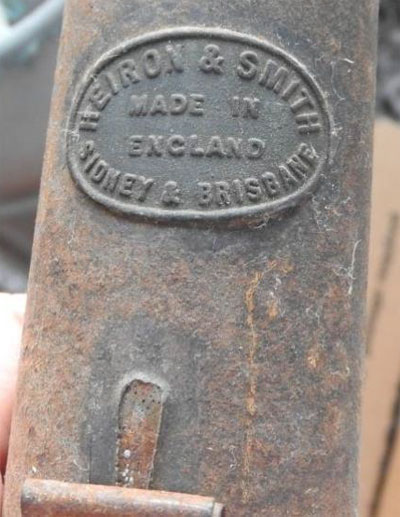 HEIRON & SMITH
MADE IN
ENGLAND
SIDNEY & BRISBANE